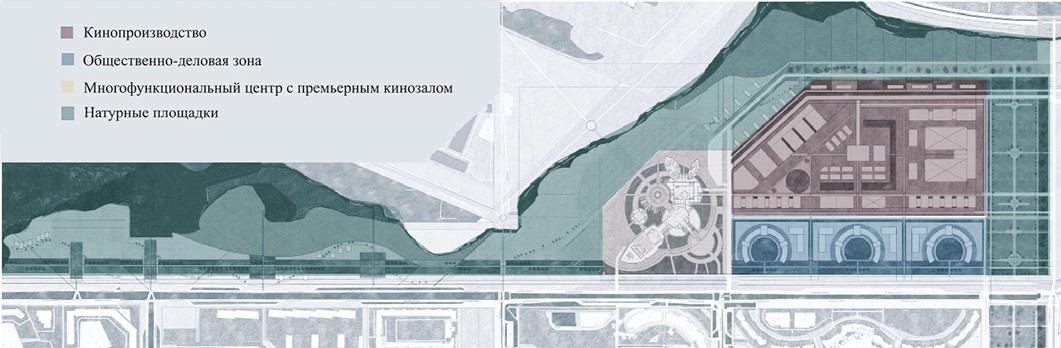 Кинопроизводство
Общественно-деловая зона
Многофункциональный центр с премьерным кинозалом
Натурные площадки